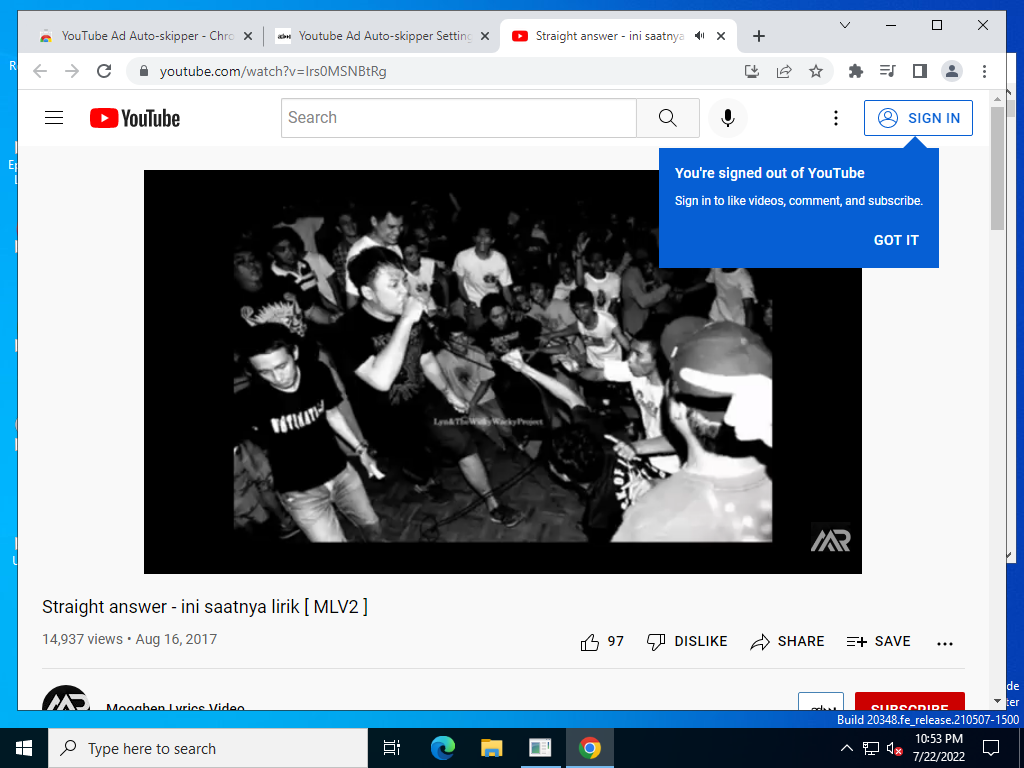 YouTube Ad Auto-skipper - Chro
Youtube Ad Auto-skipper Setting
Straight answer - ini saatnya
youtube.com/watch?v=Irs0MSNBtRg
YouTube
Search
SIGN IN
You're signed out of YouTube
Sign in to like videos, comment, and subscribe.
GOT IT
Lyn&TheWickyWackyProject
MR
Straight answer - ini saatnya lirik [ MLV2 ]
14,937 views • Aug 16, 2017
97
DISLIKE
SHARE
SAVE
Mooghen Lyrics Video
SUBSCRIBE
Build 20348.fe_release.210507-1500
Type here to search
10:53 PM
7/22/2022